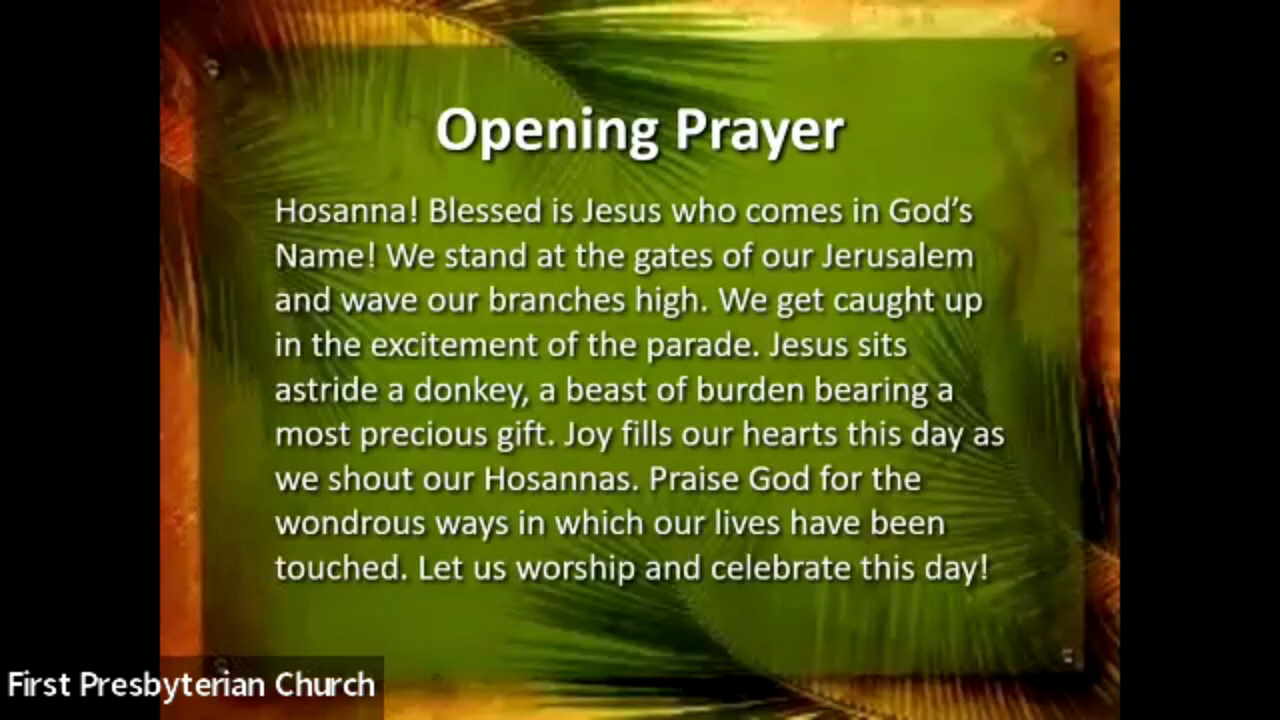 Opening Prayer
Hosanna! Blessed is Jesus who comes in God’s
Name! We stand at the gates of our Jerusalem
and wave our branches high. We get caught up
in the excitement of the parade. Jesus sits
astride a donkey, a beast of burden bearing a
most precious gift. Joy fills our hearts this day as
we shout our Hosannas. Praise God for the
wondrous ways in which our lives have been
touched. Let us worship and celebrate this day!
First Presbyterian Church